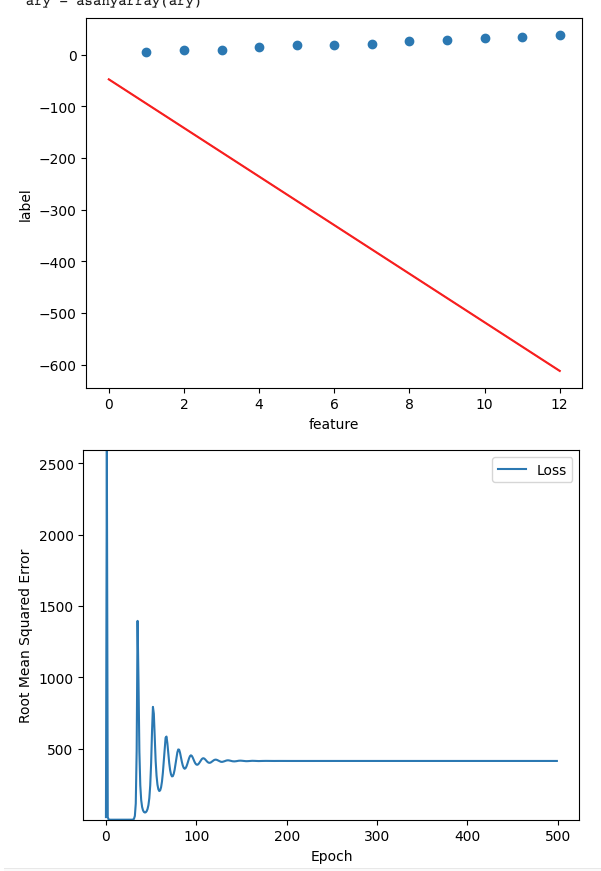 ary = asanyarray(ary)
0
−100
−200
−300
−400
−500
−600
label
0 2 4 6 8 10 12
feature
2500
2000
1500
1000
500
Root Mean Squared Error
Loss
0 100 200 300 400 500
Epoch